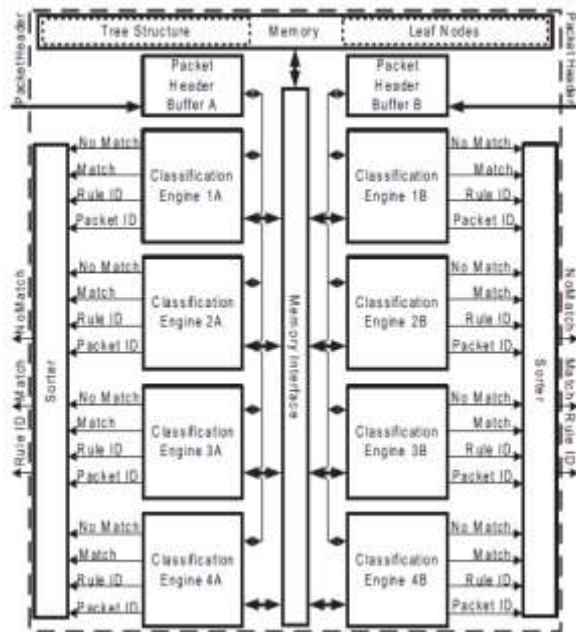 Tree Structure
Memory
Leaf Nodes
PacketHeader
Packet
Header
Buffer A
Packet
Header
Buffer B
Packet Header
No Match
Match
Rule ID
Packet ID
Classification
Engine 1A
Classification
Engine 1B
No Match
Match
Rule ID
Packet ID
No Match
Match
Rule ID
Packet ID
Classification
Engine 2A
Classification
Engine 2B
No Match
Match
Rule ID
Packet ID
No Match
Match
Rule ID
Packet ID
Classification
Engine 3A
Classification
Engine 3B
No Match
Match
Rule ID
Packet ID
No Match
Match
Rule ID
Packet ID
Classification
Engine 4A
Classification
Engine 4B
No Match
Match
Rule ID
Packet ID
Memory Interface
Sorter
Sorter
NoMatch
Match
Rule ID
NoMatch
Match
Rule ID